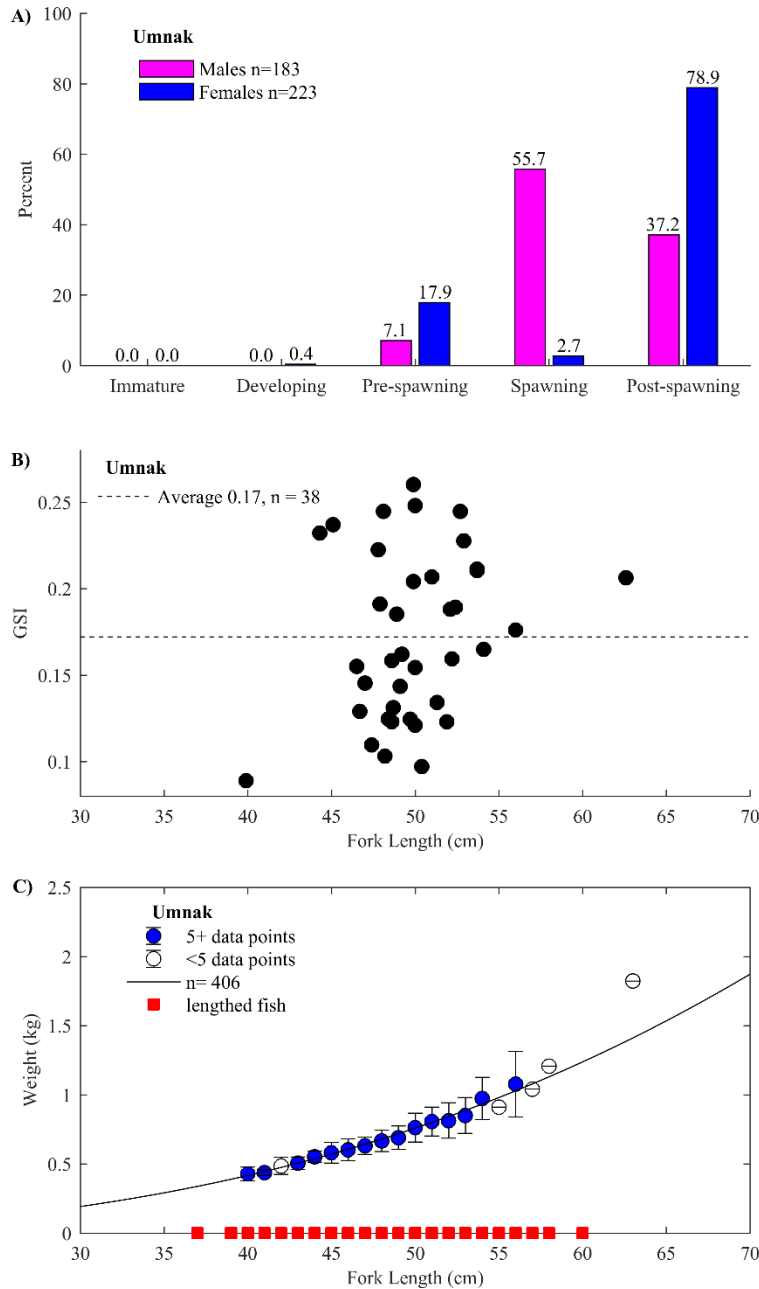 A)
Umnak
Males n=183
Females n=223
Percent
100
80
60
40
20
0
0.0 0.0
0.0 0.4
7.1 17.9
55.7 2.7
37.2 78.9
Immature Developing Pre-spawning Spawning Post-spawning
B)
Umnak
Average 0.17, n = 38
GSI
0.25
0.2
0.15
0.1
30 35 40 45 50 55 60 65 70
Fork Length (cm)
C)
Umnak
5+ data points
<5 data points
n= 406
lengthed fish
Weight (kg)
2.5
2
1.5
1
0.5
0
30 35 40 45 50 55 60 65 70
Fork Length (cm)